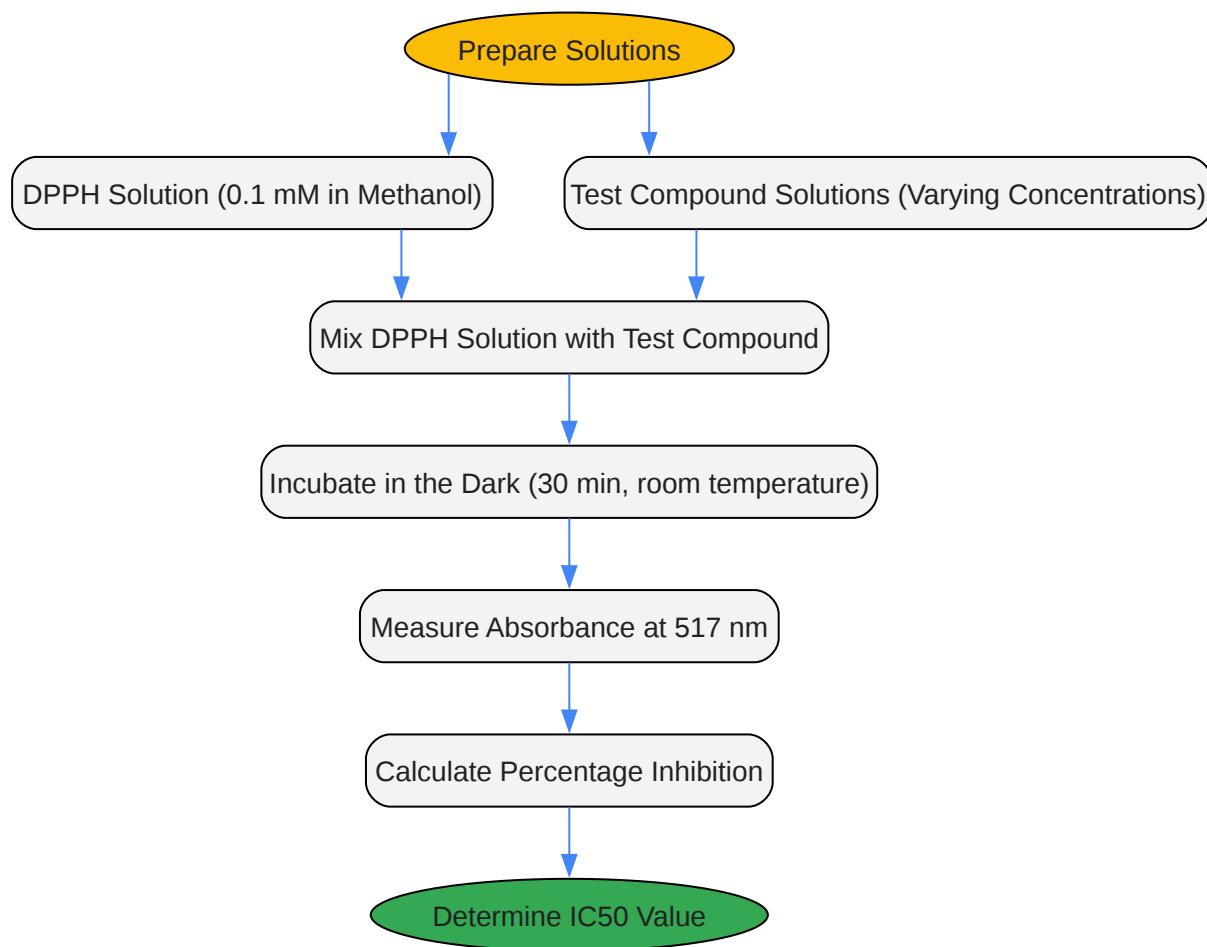 Prepare Solutions
DPPH Solution (0.1 mM in Methanol)
Test Compound Solutions (Varying Concentrations)
Mix DPPH Solution with Test Compound
Incubate in the Dark (30 min, room temperature)
Measure Absorbance at 517 nm
Calculate Percentage Inhibition
Determine IC50 Value